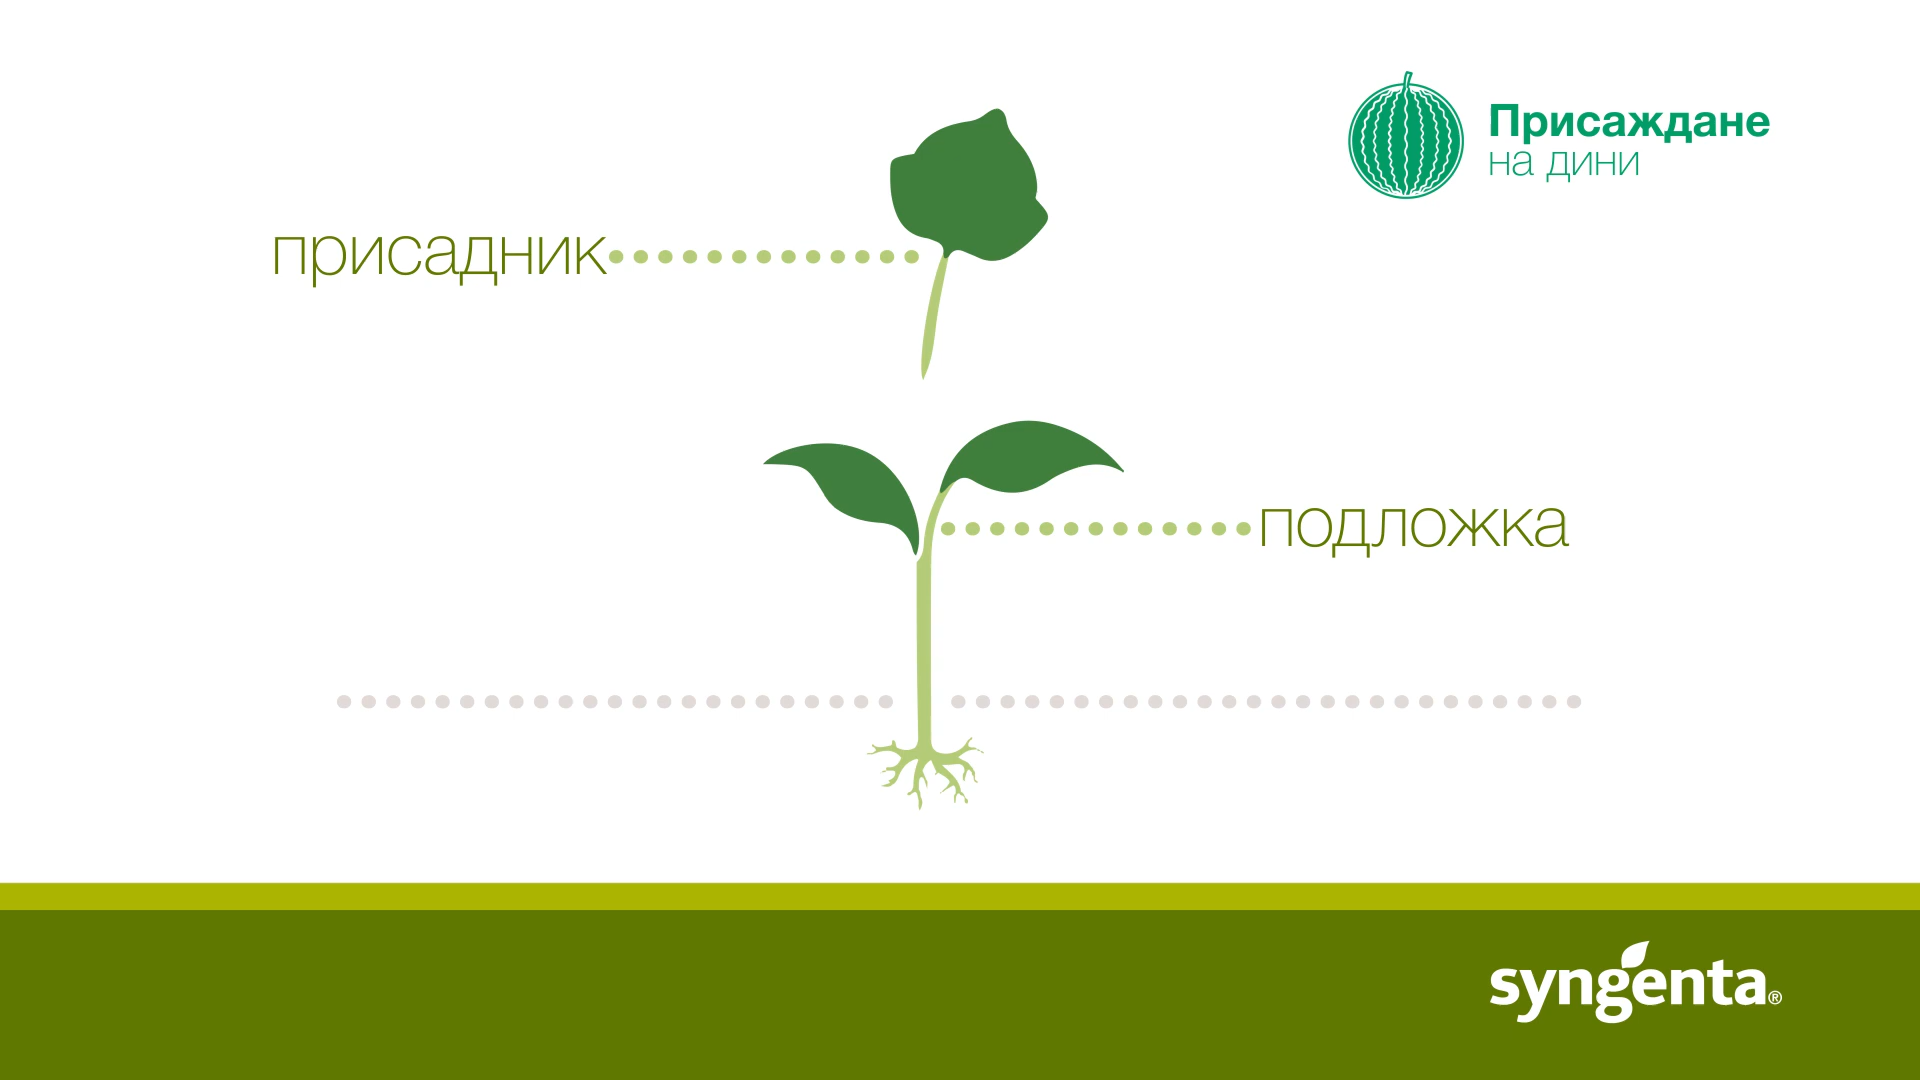 Присаждане
на дини
присадник
подложка
syngenta®